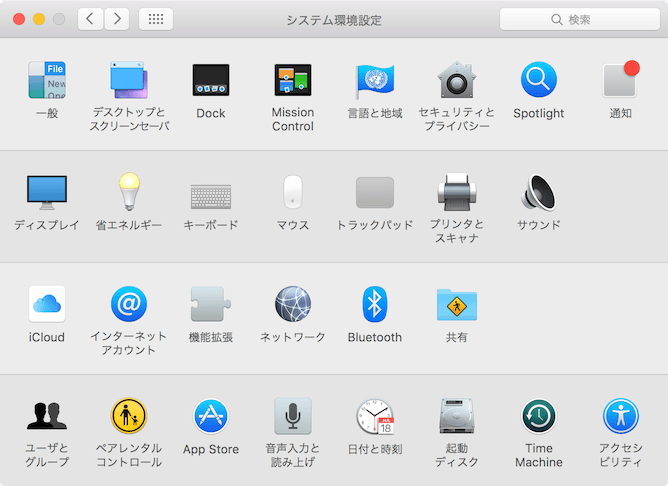 システム環境設定
検索
File
New
One
一般
デスクトップと
スクリーンセーバ
Dock
Mission
Control
言語と地域
セキュリティと
プライバシー
Spotlight
通知
ディスプレイ
省エネルギー
キーボード
マウス
トラックパッド
プリンタと
スキャナ
サウンド
iCloud
インターネット
アカウント
機能拡張
ネットワーク
Bluetooth
共有
ユーザと
グループ
ペアレンタル
コントロール
App Store
音声入力と
読み上げ
JUL
18
日付と時刻
起動
ディスク
Time
Machine
アクセシ
ビリティ